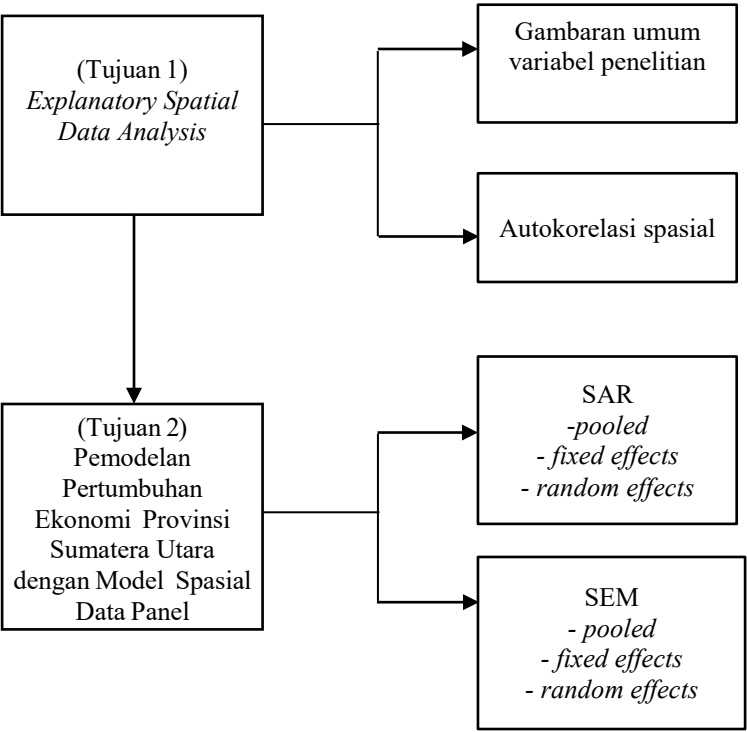 (Tujuan 1)
Explanatory Spatial
Data Analysis
Gambaran umum
variabel penelitian
Autokorelasi spasial
(Tujuan 2)
Pemodelan
Pertumbuhan
Ekonomi Provinsi
Sumatera Utara
dengan Model Spasial
Data Panel
SAR
-pooled
- fixed effects
- random effects
SEM
- pooled
- fixed effects
- random effects